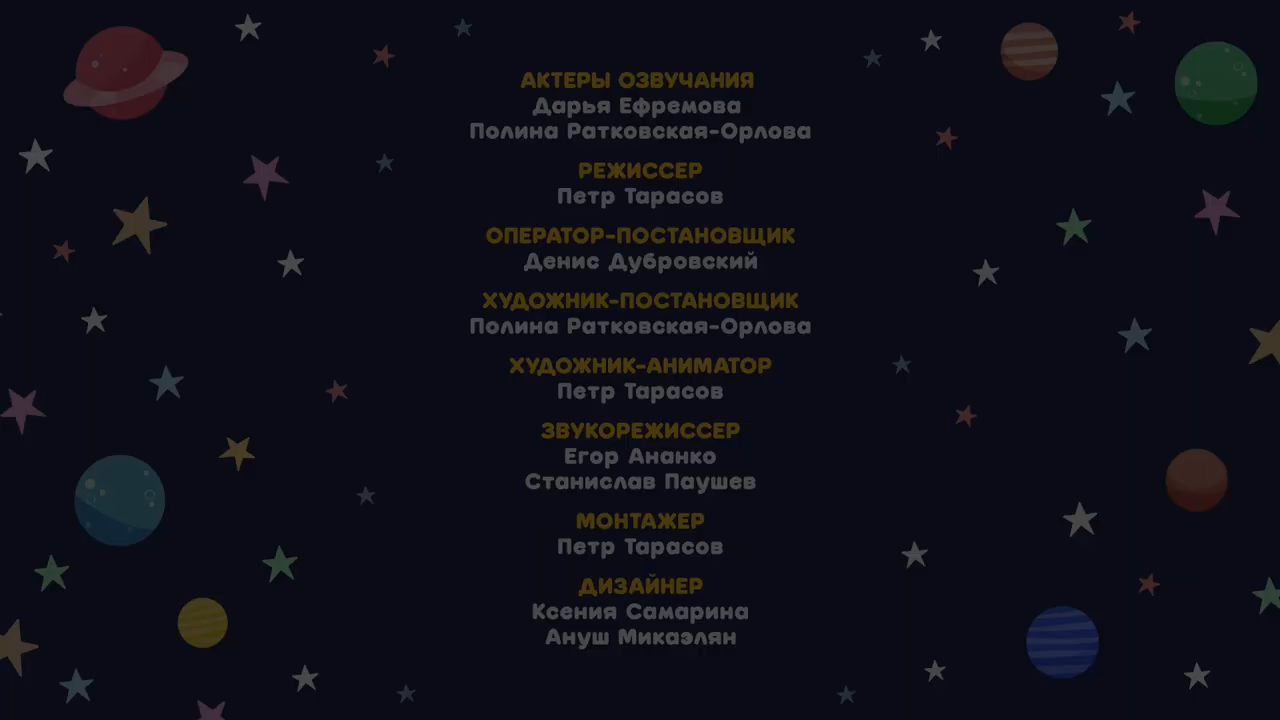 АКТЕРЫ ОЗВУЧАНИЯ
Дарья Ефремова
Полина Ратковская-Орлова
РЕЖИССЕР
Петр Тарасов
ОПЕРАТОР-ПОСТАНОВЩИК
Денис Дубровский
ХУДОЖНИК-ПОСТАНОВЩИК
Полина Ратковская-Орлова
ХУДОЖНИК-АНИМАТОР
Петр Тарасов
ЗВУКОРЕЖИССЕР
Егор Ананко
Станислав Паушев
МОНТАЖЕР
Петр Тарасов
ДИЗАЙНЕР
Ксения Самарина
Ануш Микаэлян